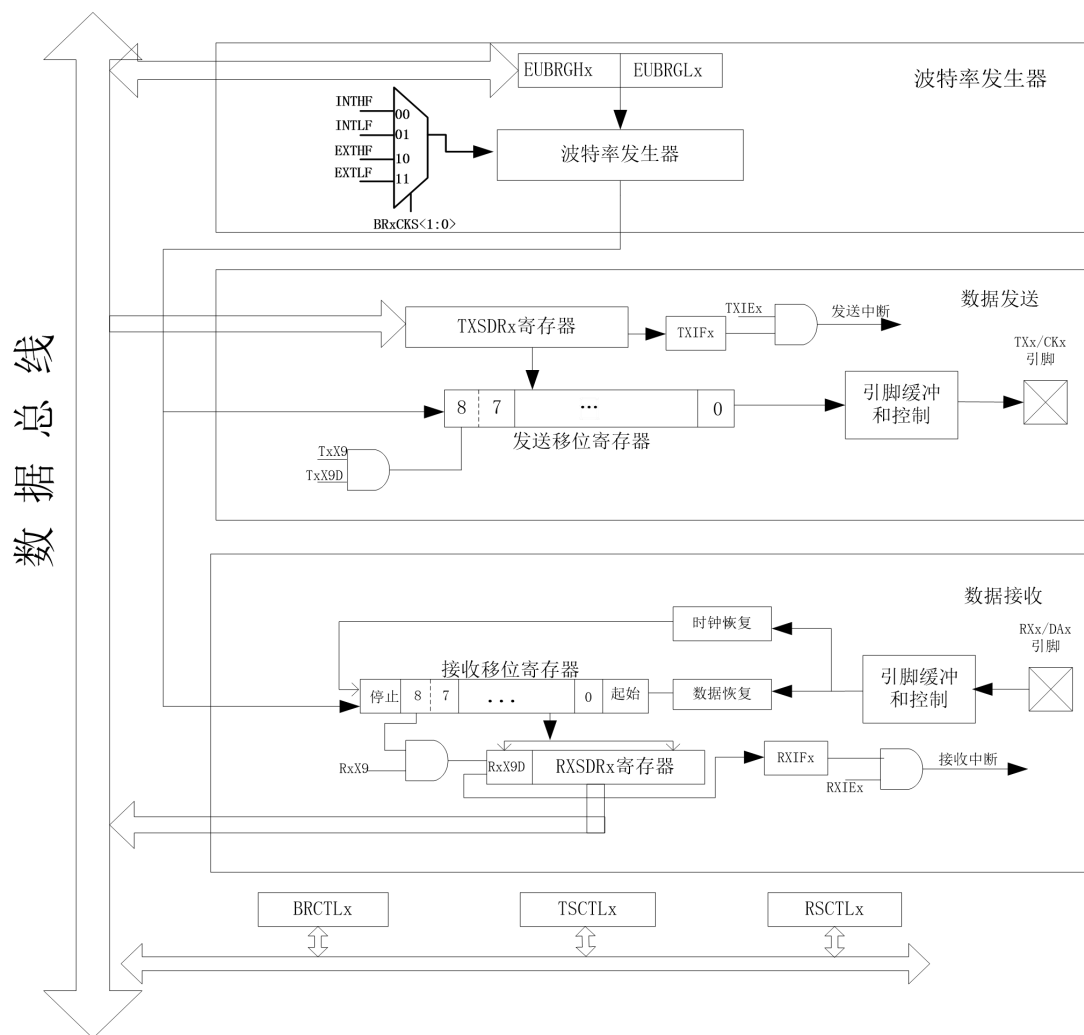 数据总线
EUBRGHx EUBRGLx
波特率发生器
INTHF
00
INTLF
01
EXTHF
10
EXTLF
11
波特率发生器
BRxCKS<1:0>
数据发送
TXSDRx寄存器
TXIEx
TXIFx
发送中断
TXx/CKx
引脚
8 7 ... 0
发送移位寄存器
引脚缓冲
和控制
TxX9
TxX9D
数据接收
时钟恢复
RXx/DAx
引脚
接收移位寄存器
停止 8 7 ... 0 起始
数据恢复
引脚缓冲
和控制
RxX9
RxX9D RXSDRx寄存器
RXIFx
RXIEx
接收中断
BRCTLx TSCTLx RSCTLx